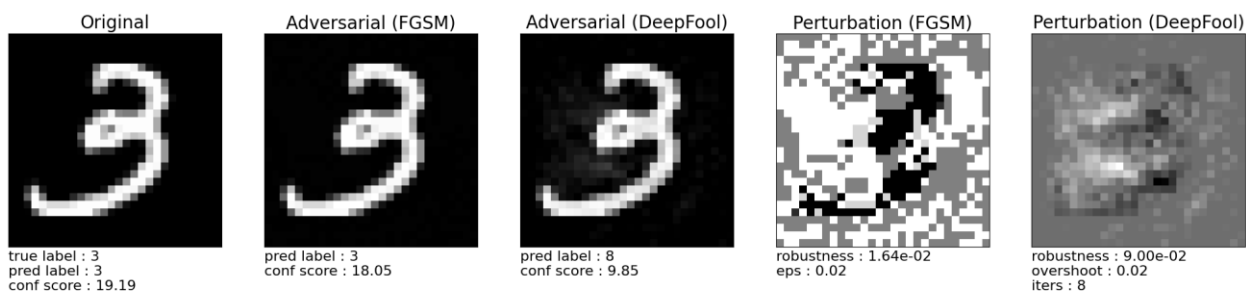 Original
true label : 3
pred label : 3
conf score : 19.19
Adversarial (FGSM)
pred label : 3
conf score : 18.05
Adversarial (DeepFool)
pred label : 8
conf score : 9.85
Perturbation (FGSM)
robustness : 1.64e-02
eps : 0.02
Perturbation (DeepFool)
robustness : 9.00e-02
overshoot : 0.02
iters : 8